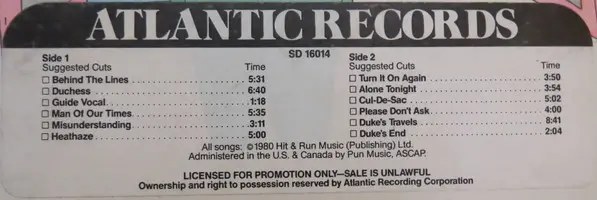 ATLANTIC RECORDS
SD 16014
Side 1
Suggested Cuts Time
☐ Behind The Lines 5:31
☐ Duchess 6:40
☐ Guide Vocal 1:18
☐ Man Of Our Times 5:35
☐ Misunderstanding 3:11
☐ Heathaze 5:00
Side 2
Suggested Cuts Time
☐ Turn It On Again 3:50
☐ Alone Tonight 3:54
☐ Cul-De-Sac 5:02
☐ Please Don't Ask 4:00
☐ Duke's Travels 8:41
☐ Duke's End 2:04
All songs: ©1980 Hit & Run Music (Publishing) Ltd.
Administered in the U.S. & Canada by Pun Music, ASCAP.
LICENSED FOR PROMOTION ONLY—SALE IS UNLAWFUL
Ownership and right to possession reserved by Atlantic Recording Corporation